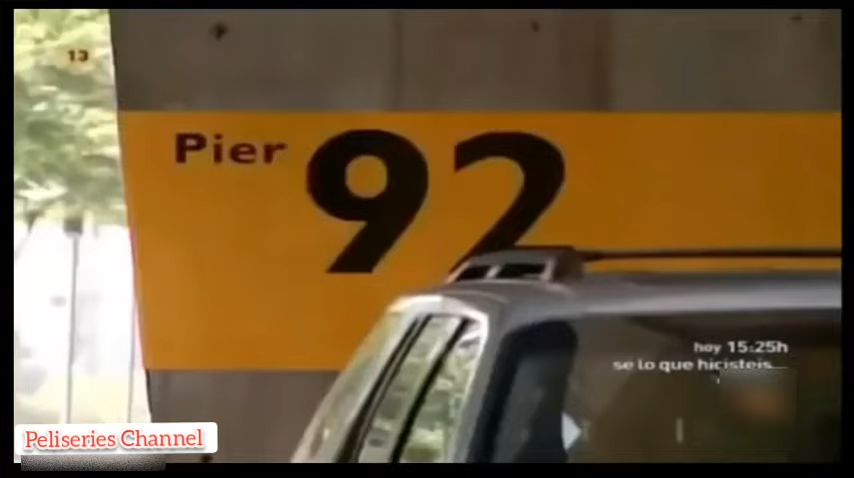 13
Pier 92
hoy 15:25h
se lo que hicisteis...
Peliseries Channel